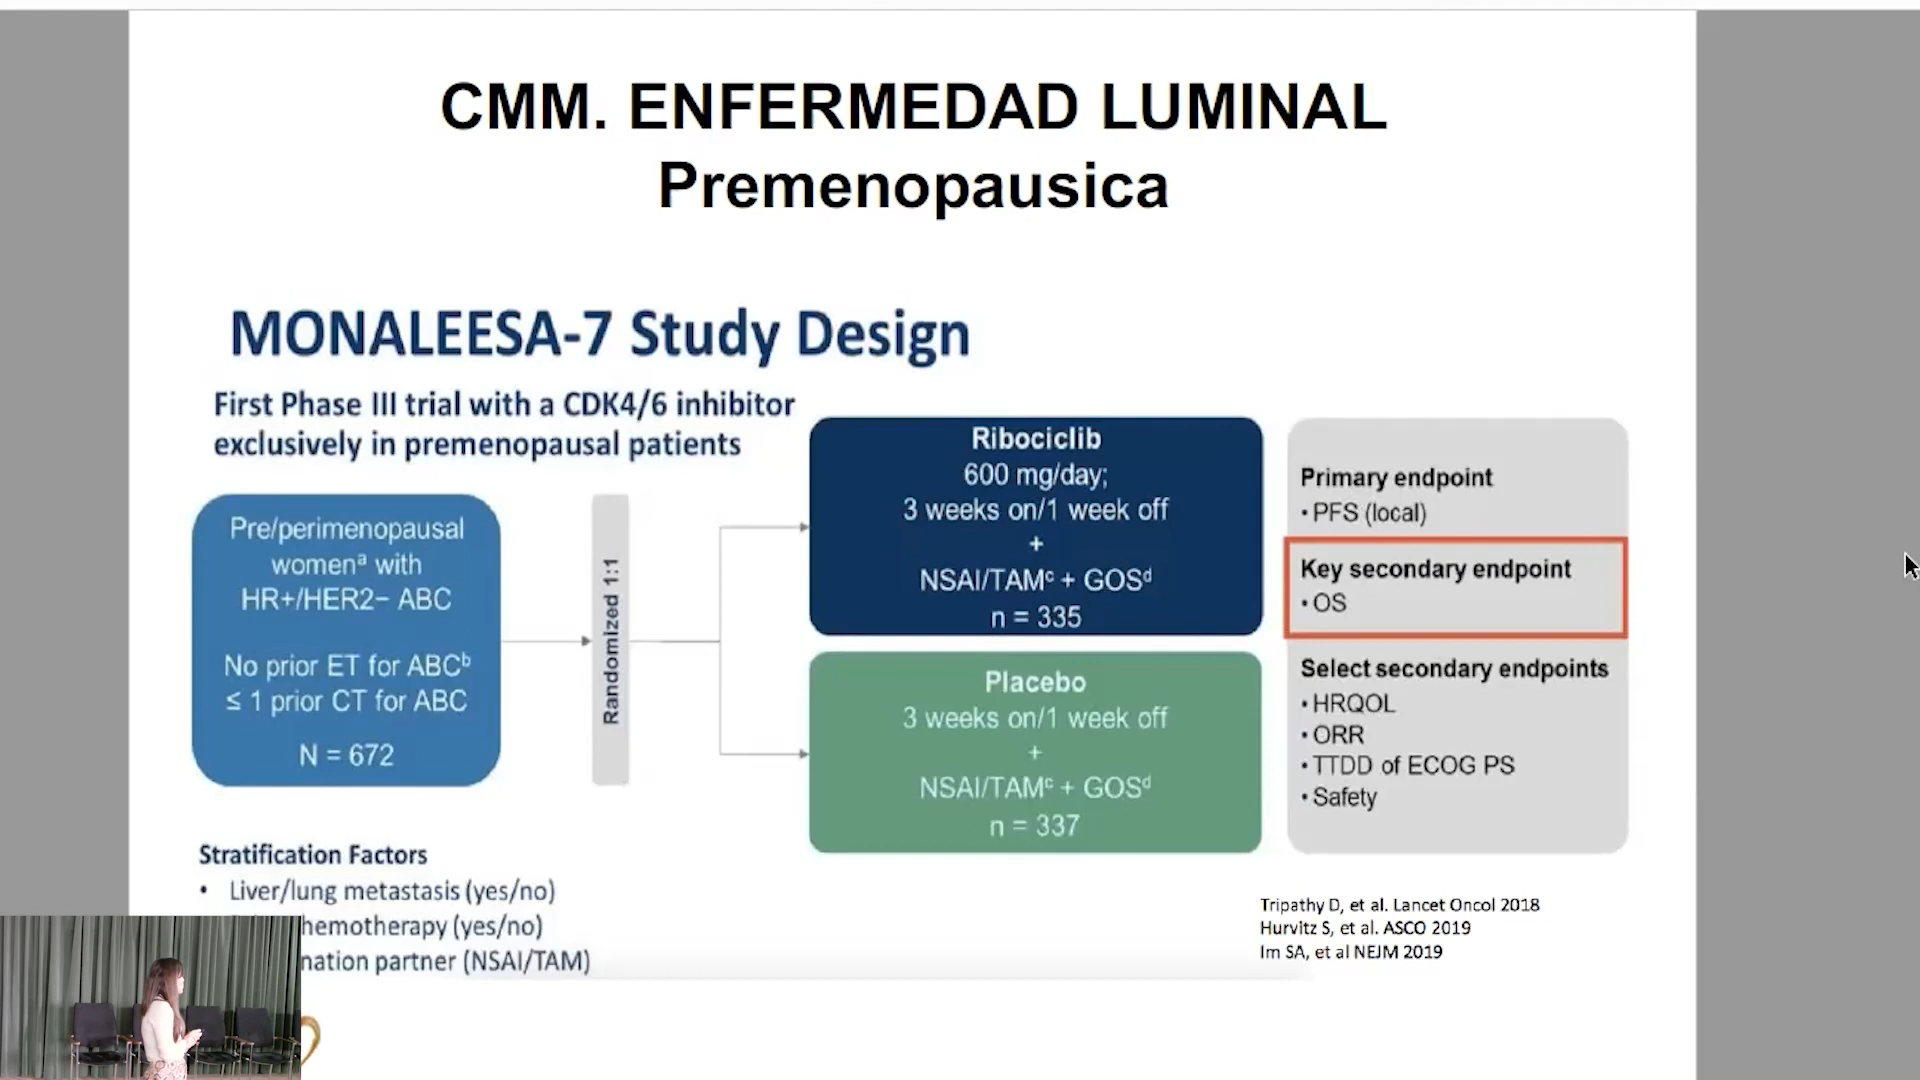 CMM. ENFERMEDAD LUMINAL
Premenopausica
MONALEESA-7 Study Design
First Phase III trial with a CDK4/6 inhibitor
exclusively in premenopausal patients
Pre/perimenopausal
womenᵃ with
HR+/HER2− ABC
No prior ET for ABCᵇ
≤ 1 prior CT for ABC
N = 672
Randomized 1:1
Ribociclib
600 mg/day;
3 weeks on/1 week off
+
NSAI/TAMᶜ + GOSᵈ
n = 335
Placebo
3 weeks on/1 week off
+
NSAI/TAMᶜ + GOSᵈ
n = 337
Primary endpoint
• PFS (local)
Key secondary endpoint
• OS
Select secondary endpoints
• HRQOL
• ORR
• TTDD of ECOG PS
• Safety
Stratification Factors
• Liver/lung metastasis (yes/no)
hemotherapy (yes/no)
nation partner (NSAI/TAM)
Tripathy D, et al. Lancet Oncol 2018
Hurvitz S, et al. ASCO 2019
Im SA, et al NEJM 2019